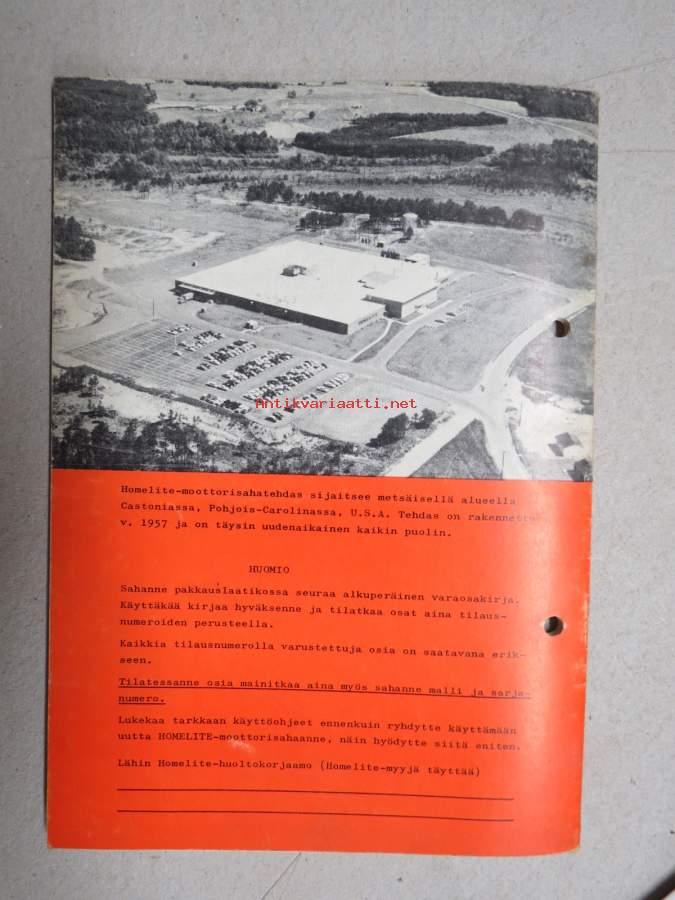 antikvariaatti.net
Homelite-moottorisahatehdas sijaitsee metsäisellä alueella
Castoniassa, Pohjois-Carolinassa, U.S.A. Tehdas on rakennettu
v. 1957 ja on täysin uudenaikainen kaikin puolin.
HUOMIO
Sahanne pakkauslaatikossa seuraa alkuperäinen varaosakirja.
Käyttäkää kirjaa hyväksenne ja tilatkaa osat aina tilaus-
numeroiden perusteella.
Kaikkia tilausnumerolla varustettuja osia on saatavana erik-
seen.
Tilatessanne osia mainitkaa aina myös sahanne malli ja sarja-
numero.
Lukekaa tarkkaan käyttöohjeet ennenkuin ryhdytte käyttämään
uutta HOMELITE-moottorisahaanne, näin hyödytte siitä eniten.
Lähin Homelite-huoltokorjaamo (Homelite-myyjä täyttää)